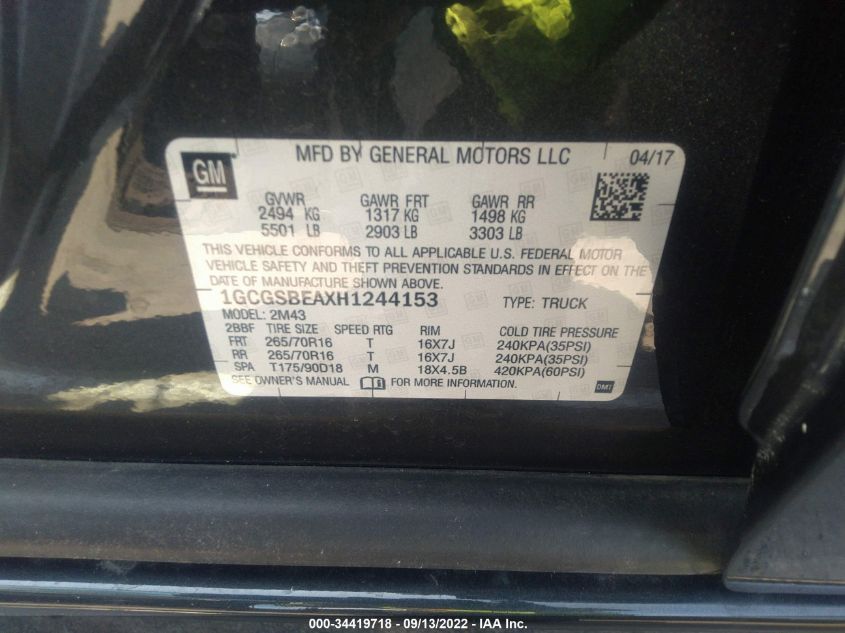 GM
MFD BY GENERAL MOTORS LLC 04/17
GVWR GAWR FRT GAWR RR
2494 KG 1317 KG 1498 KG
5501 LB 2903 LB 3303 LB
THIS VEHICLE CONFORMS TO ALL APPLICABLE U.S. FEDERAL MOTOR
VEHICLE SAFETY AND THEFT PREVENTION STANDARDS IN EFFECT ON THE
DATE OF MANUFACTURE SHOWN ABOVE.
1GCGSBEAXH1244153 TYPE: TRUCK
MODEL: 2M43
2BBF TIRE SIZE SPEED RTG RIM COLD TIRE PRESSURE
FRT 265/70R16 T 16X7J 240KPA(35PSI)
RR 265/70R16 T 16X7J 240KPA(35PSI)
SPA T175/90D18 M 18X4.5B 420KPA(60PSI)
SEE OWNER'S MANUAL FOR MORE INFORMATION. DMT
000-34419718 - 09/13/2022 - IAA Inc.